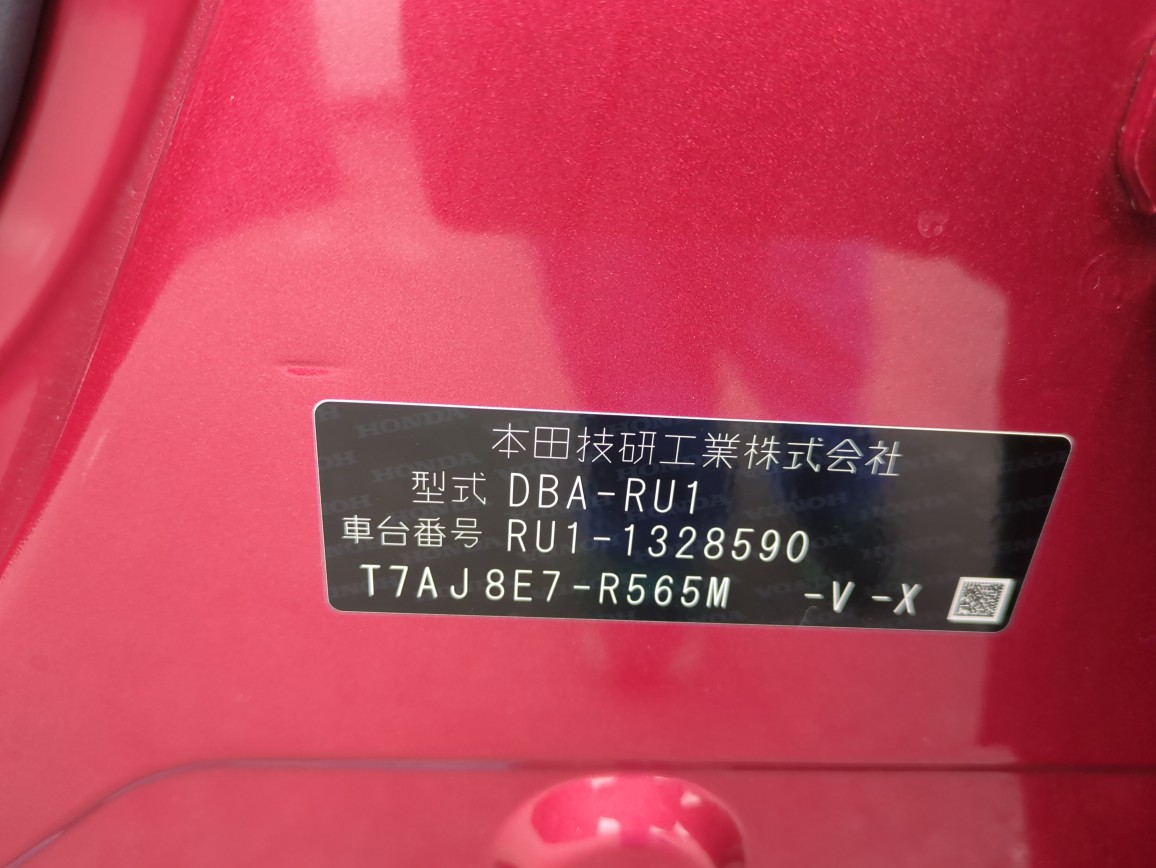 本田技研工業株式会社
型式 DBA-RU1
車台番号 RU1-1328590
T7AJ8E7-R565M -V -X